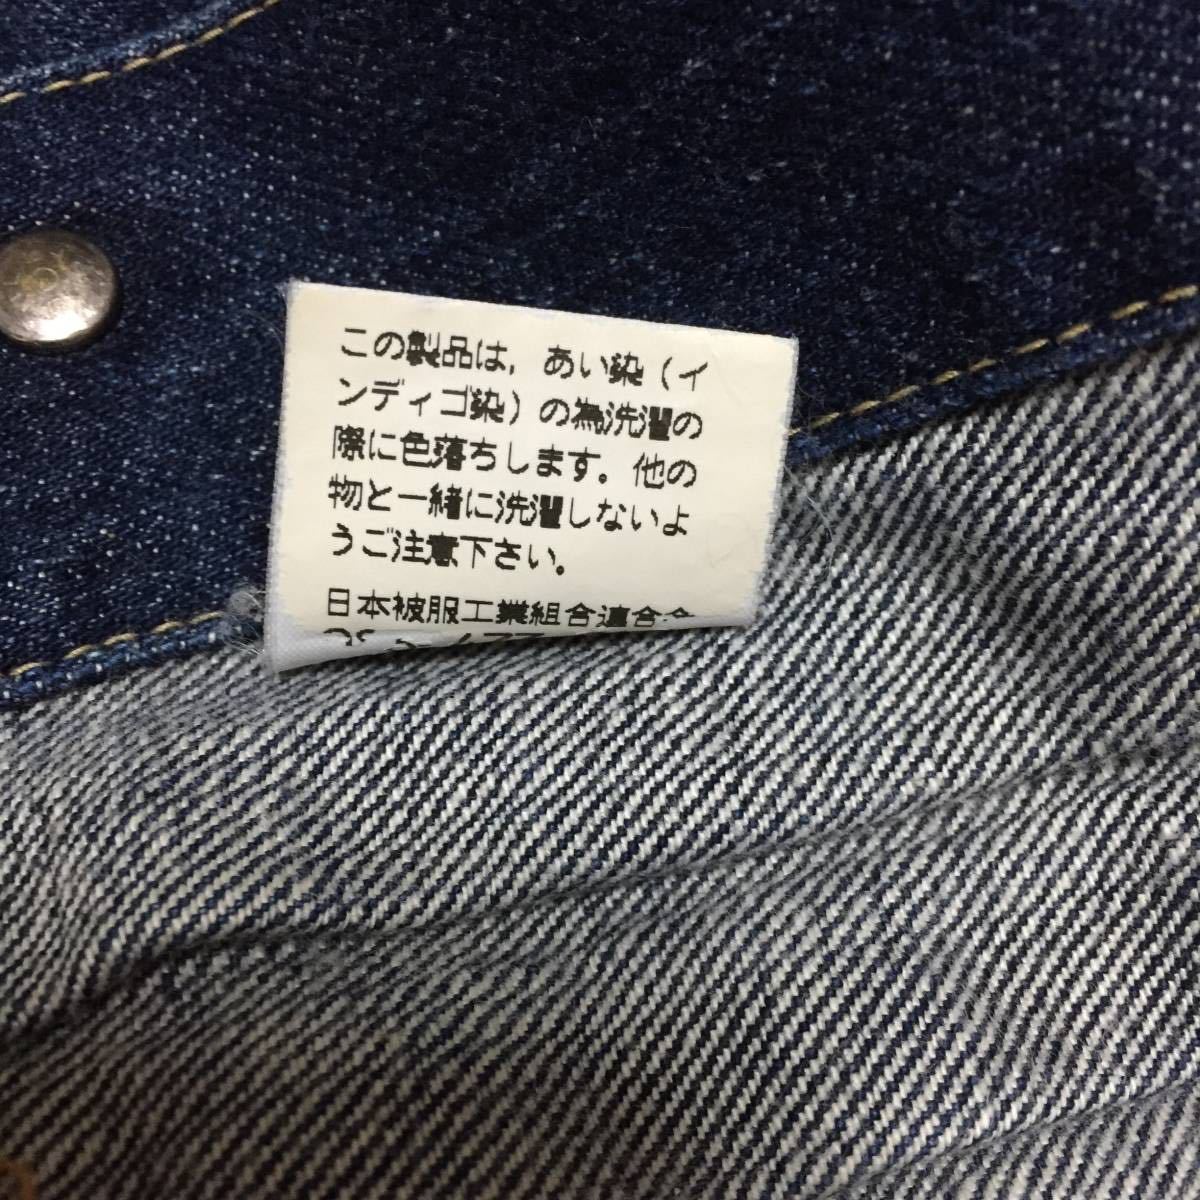 この製品は,あい染(イ
ンディゴ染)の為洗濯の
際に色落ちします.他の
物と一緒に洗濯しないよ
うご注意下さい.
日本被服工業組合連合会